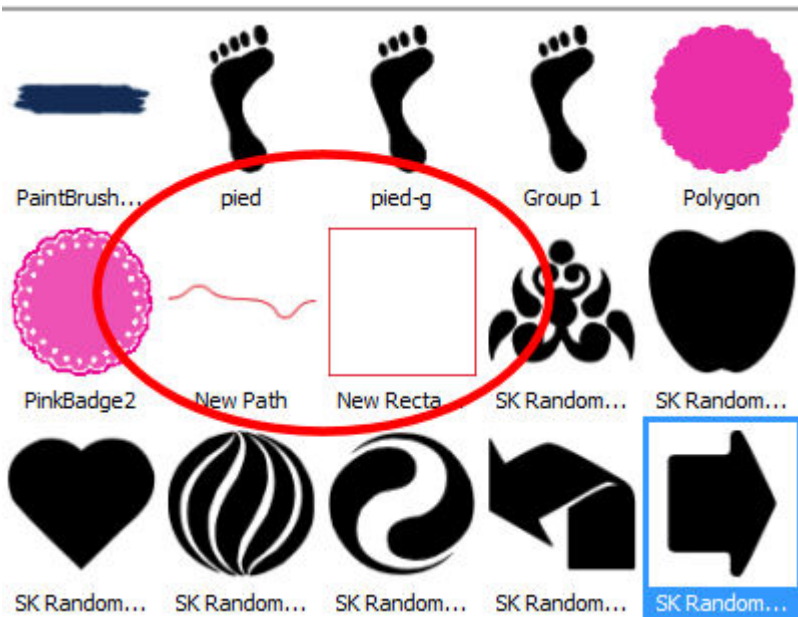 PaintBrush... pied pied-g Group 1 Polygon
PinkBadge2 New Path New Recta... SK Random... SK Random...
SK Random... SK Random... SK Random... SK Random... SK Random...